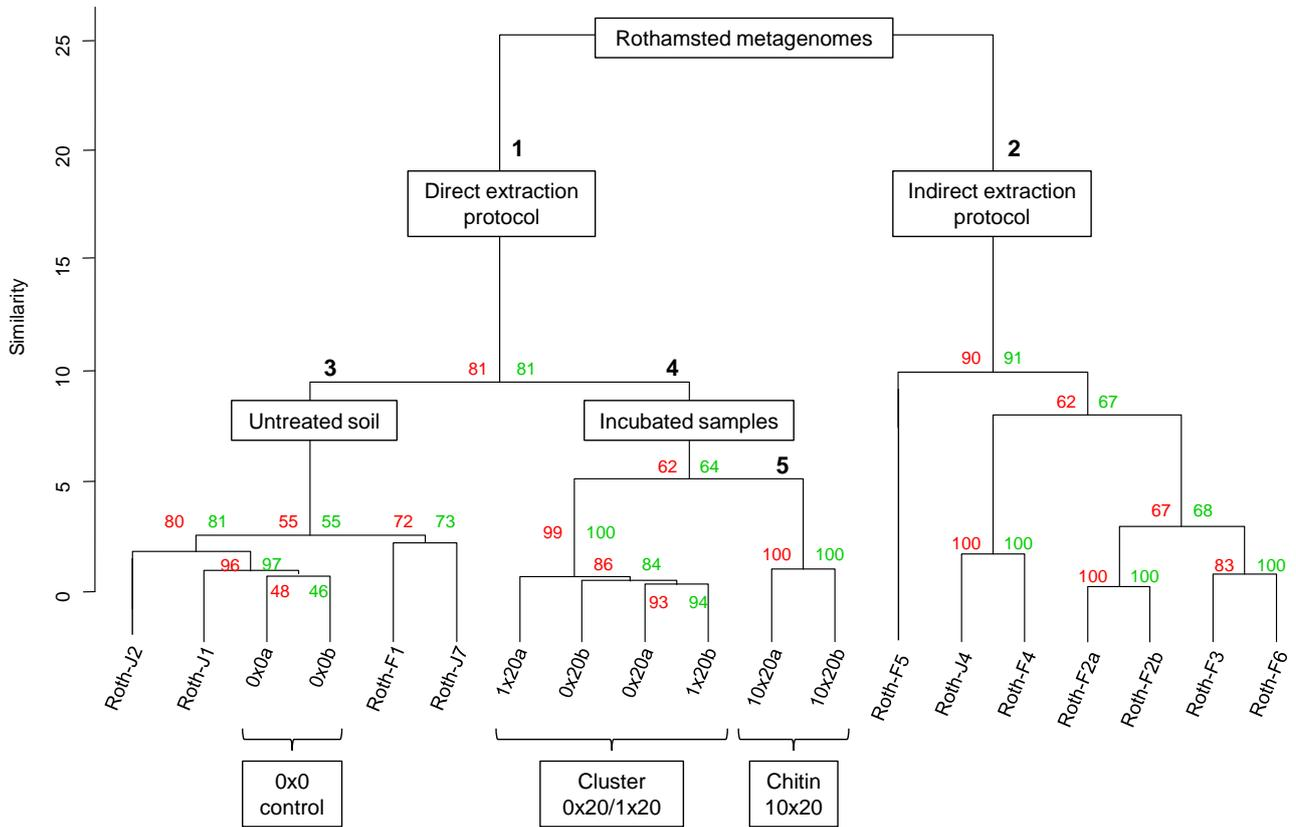 Rothamsted metagenomes
25
20
15
10
5
0
Similarity
1
2
Direct extraction
protocol
Indirect extraction
protocol
3
81 81
4
90 91
62 67
Untreated soil
Incubated samples
62 64
5
80 81 55 55 72 73
99 100
67 68
96 97
86 84
100 100
100 100
83 100
48 46
93 94
100 100
Roth-J2
Roth-J1
0x0a
0x0b
Roth-F1
Roth-J7
1x20a
0x20b
0x20a
1x20b
10x20a
10x20b
Roth-F5
Roth-J4
Roth-F4
Roth-F2a
Roth-F2b
Roth-F3
Roth-F6
0x0
control
Cluster
0x20/1x20
Chitin
10x20